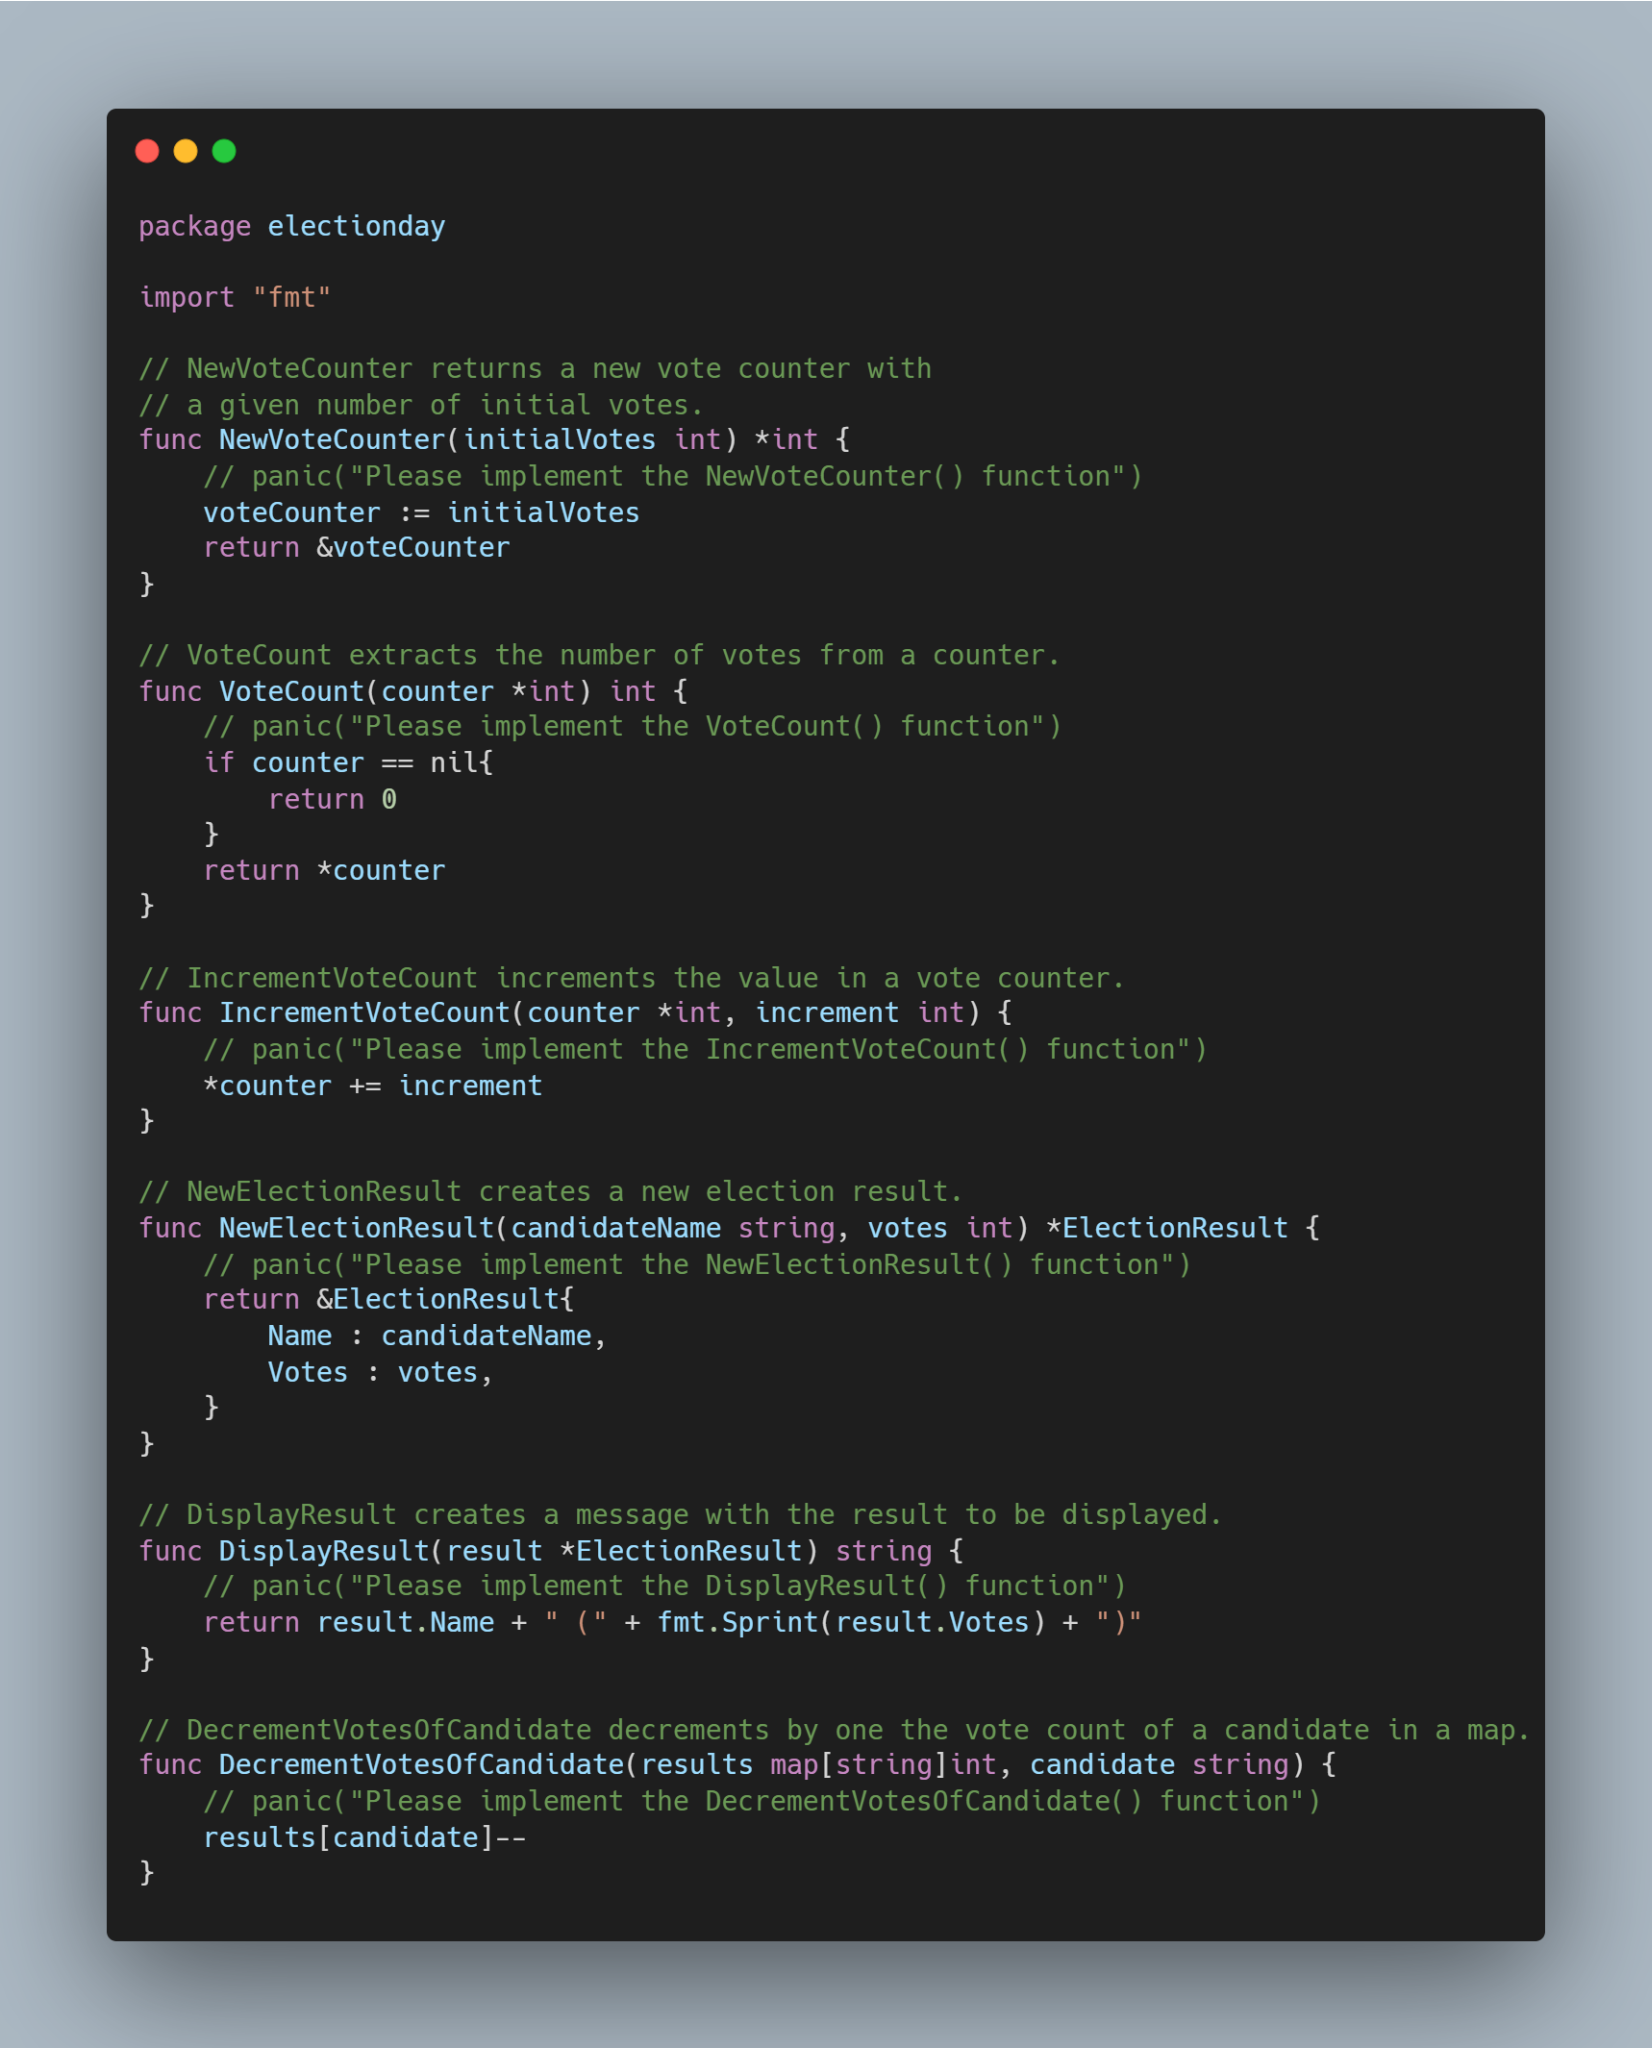 package electionday

import "fmt"

// NewVoteCounter returns a new vote counter with
// a given number of initial votes.
func NewVoteCounter(initialVotes int) *int {
    // panic("Please implement the NewVoteCounter() function")
    voteCounter := initialVotes
    return &voteCounter
}

// VoteCount extracts the number of votes from a counter.
func VoteCount(counter *int) int {
    // panic("Please implement the VoteCount() function")
    if counter == nil{
        return 0
    }
    return *counter
}

// IncrementVoteCount increments the value in a vote counter.
func IncrementVoteCount(counter *int, increment int) {
    // panic("Please implement the IncrementVoteCount() function")
    *counter += increment
}

// NewElectionResult creates a new election result.
func NewElectionResult(candidateName string, votes int) *ElectionResult {
    // panic("Please implement the NewElectionResult() function")
    return &ElectionResult{
        Name : candidateName,
        Votes : votes,
    }
}

// DisplayResult creates a message with the result to be displayed.
func DisplayResult(result *ElectionResult) string {
    // panic("Please implement the DisplayResult() function")
    return result.Name + " (" + fmt.Sprint(result.Votes) + ")"
}

// DecrementVotesOfCandidate decrements by one the vote count of a candidate in a map.
func DecrementVotesOfCandidate(results map[string]int, candidate string) {
    // panic("Please implement the DecrementVotesOfCandidate() function")
    results[candidate]--
}